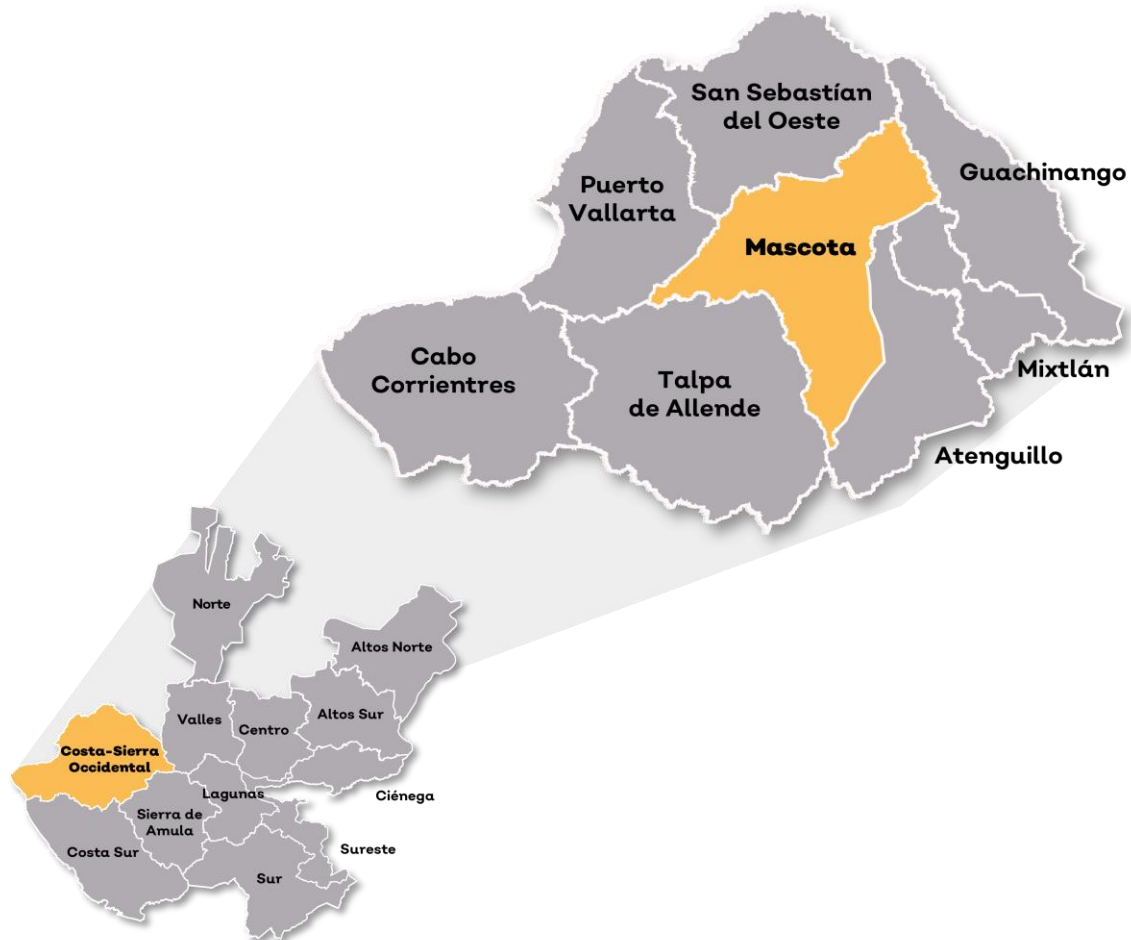 San Sebastían
del Oeste
Guachinango
Puerto
Vallarta
Mascota
Cabo
Corrientres
Talpa
de Allende
Mixtlán
Atenguillo
Norte
Altos Norte
Valles
Centro
Altos Sur
Costa-Sierra
Occidental
Lagunas
Ciénega
Sierra de
Amula
Costa Sur
Sureste
Sur